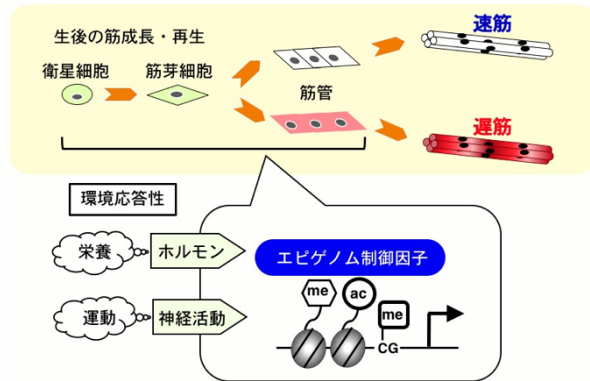 生後の筋成長・再生
速筋
衛星細胞
筋芽細胞
筋管
遅筋
環境応答性
栄養
ホルモン
エピゲノム制御因子
運動
神経活動
me
ac
me
CG